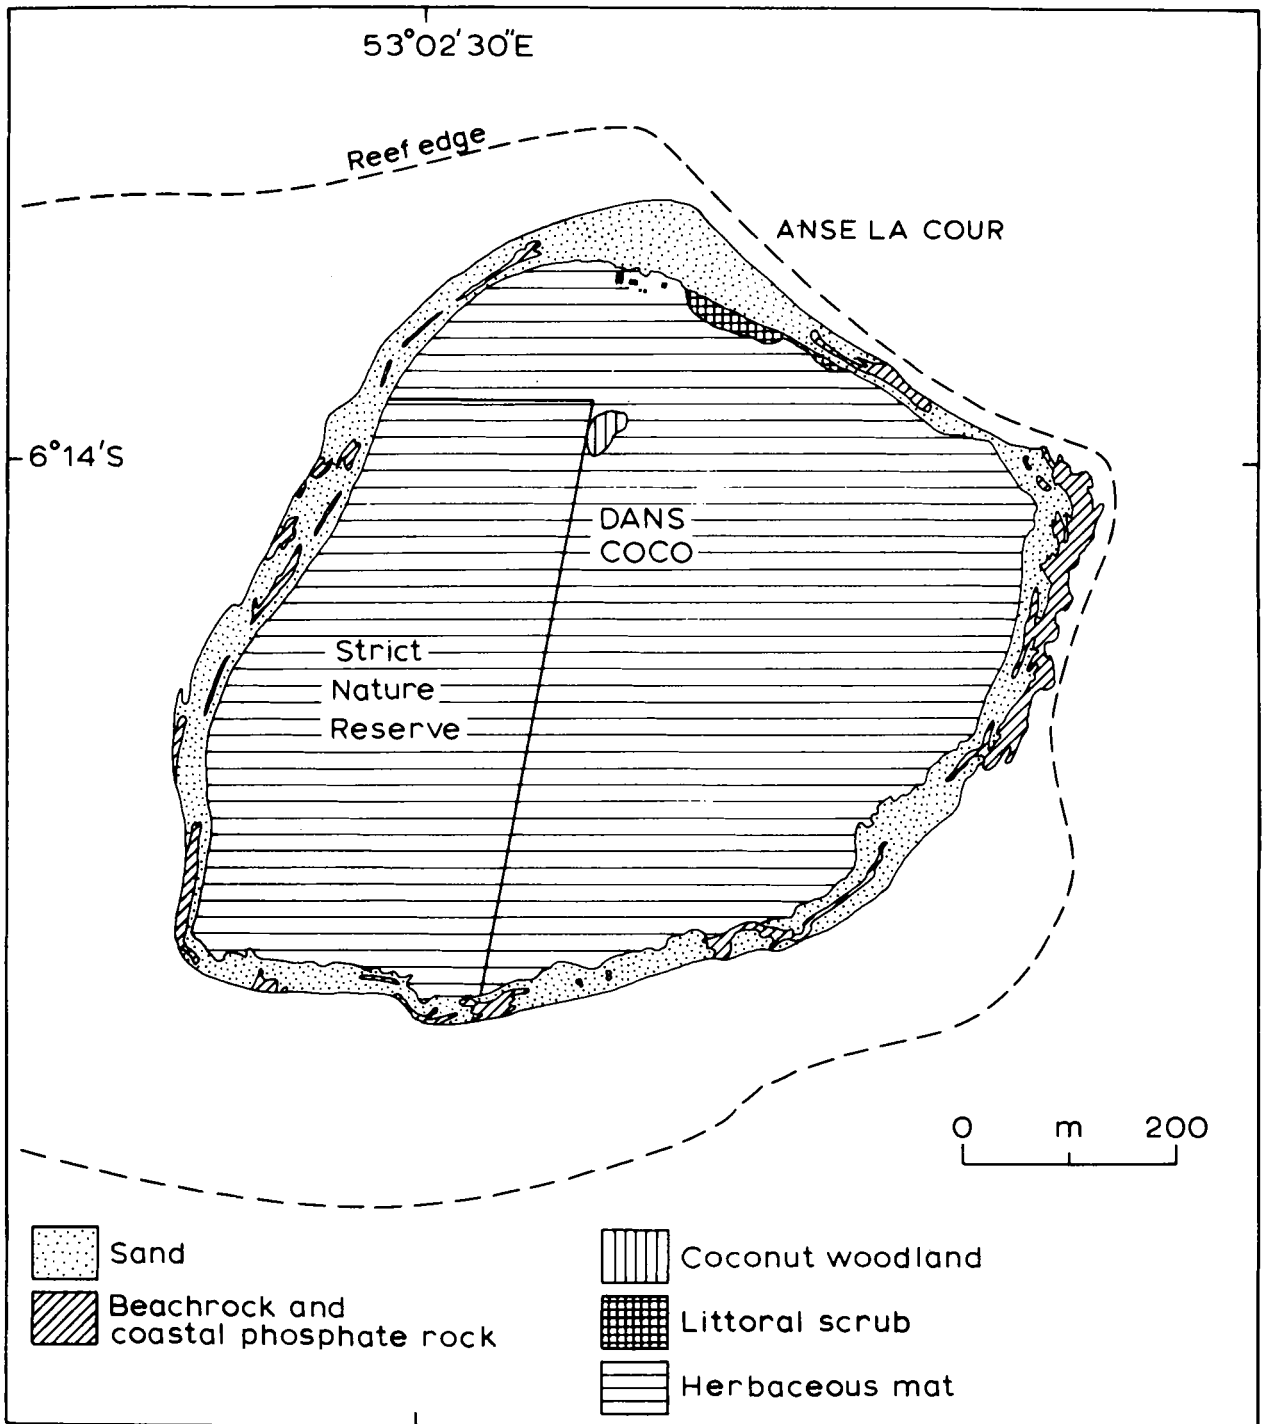 53°02'30"E
Reef edge
ANSE LA COUR
6°14'S
DANS
COCO
Strict
Nature
Reserve
0 m 200
Sand
Beachrock and
coastal phosphate rock
Coconut woodland
Littoral scrub
Herbaceous mat